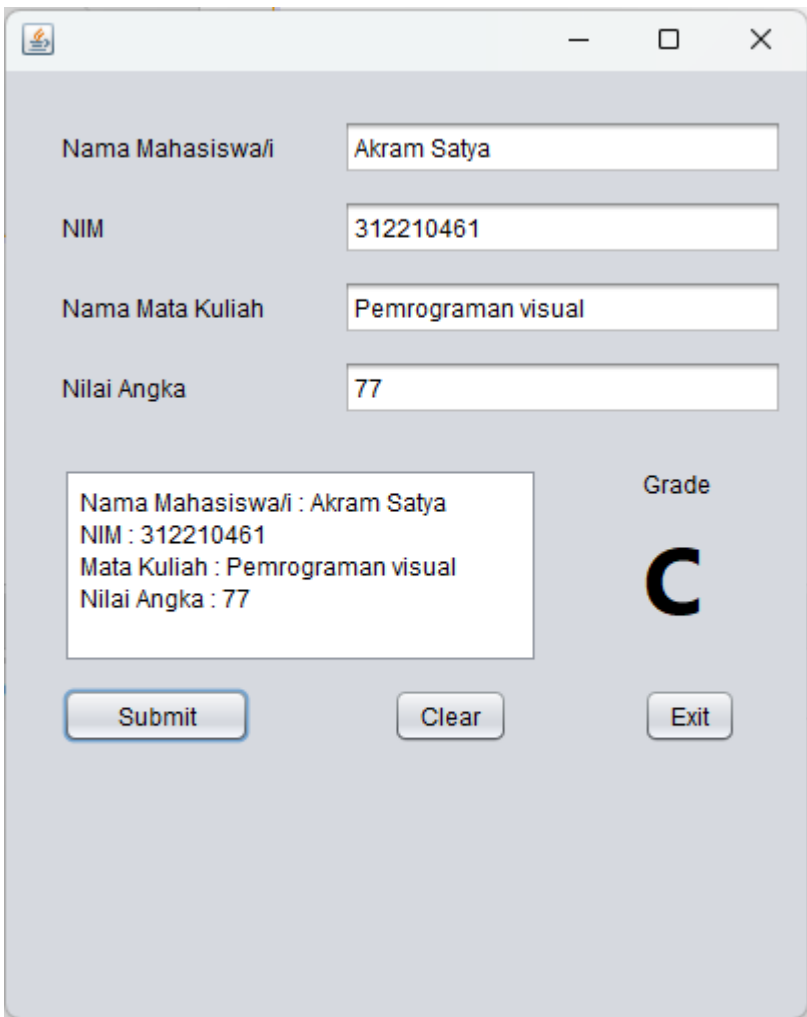 Nama Mahasiswa/i
Akram Satya
NIM
312210461
Nama Mata Kuliah
Pemrograman visual
Nilai Angka
77
Nama Mahasiswa/i : Akram Satya
NIM : 312210461
Mata Kuliah : Pemrograman visual
Nilai Angka : 77
Grade
C
Submit
Clear
Exit